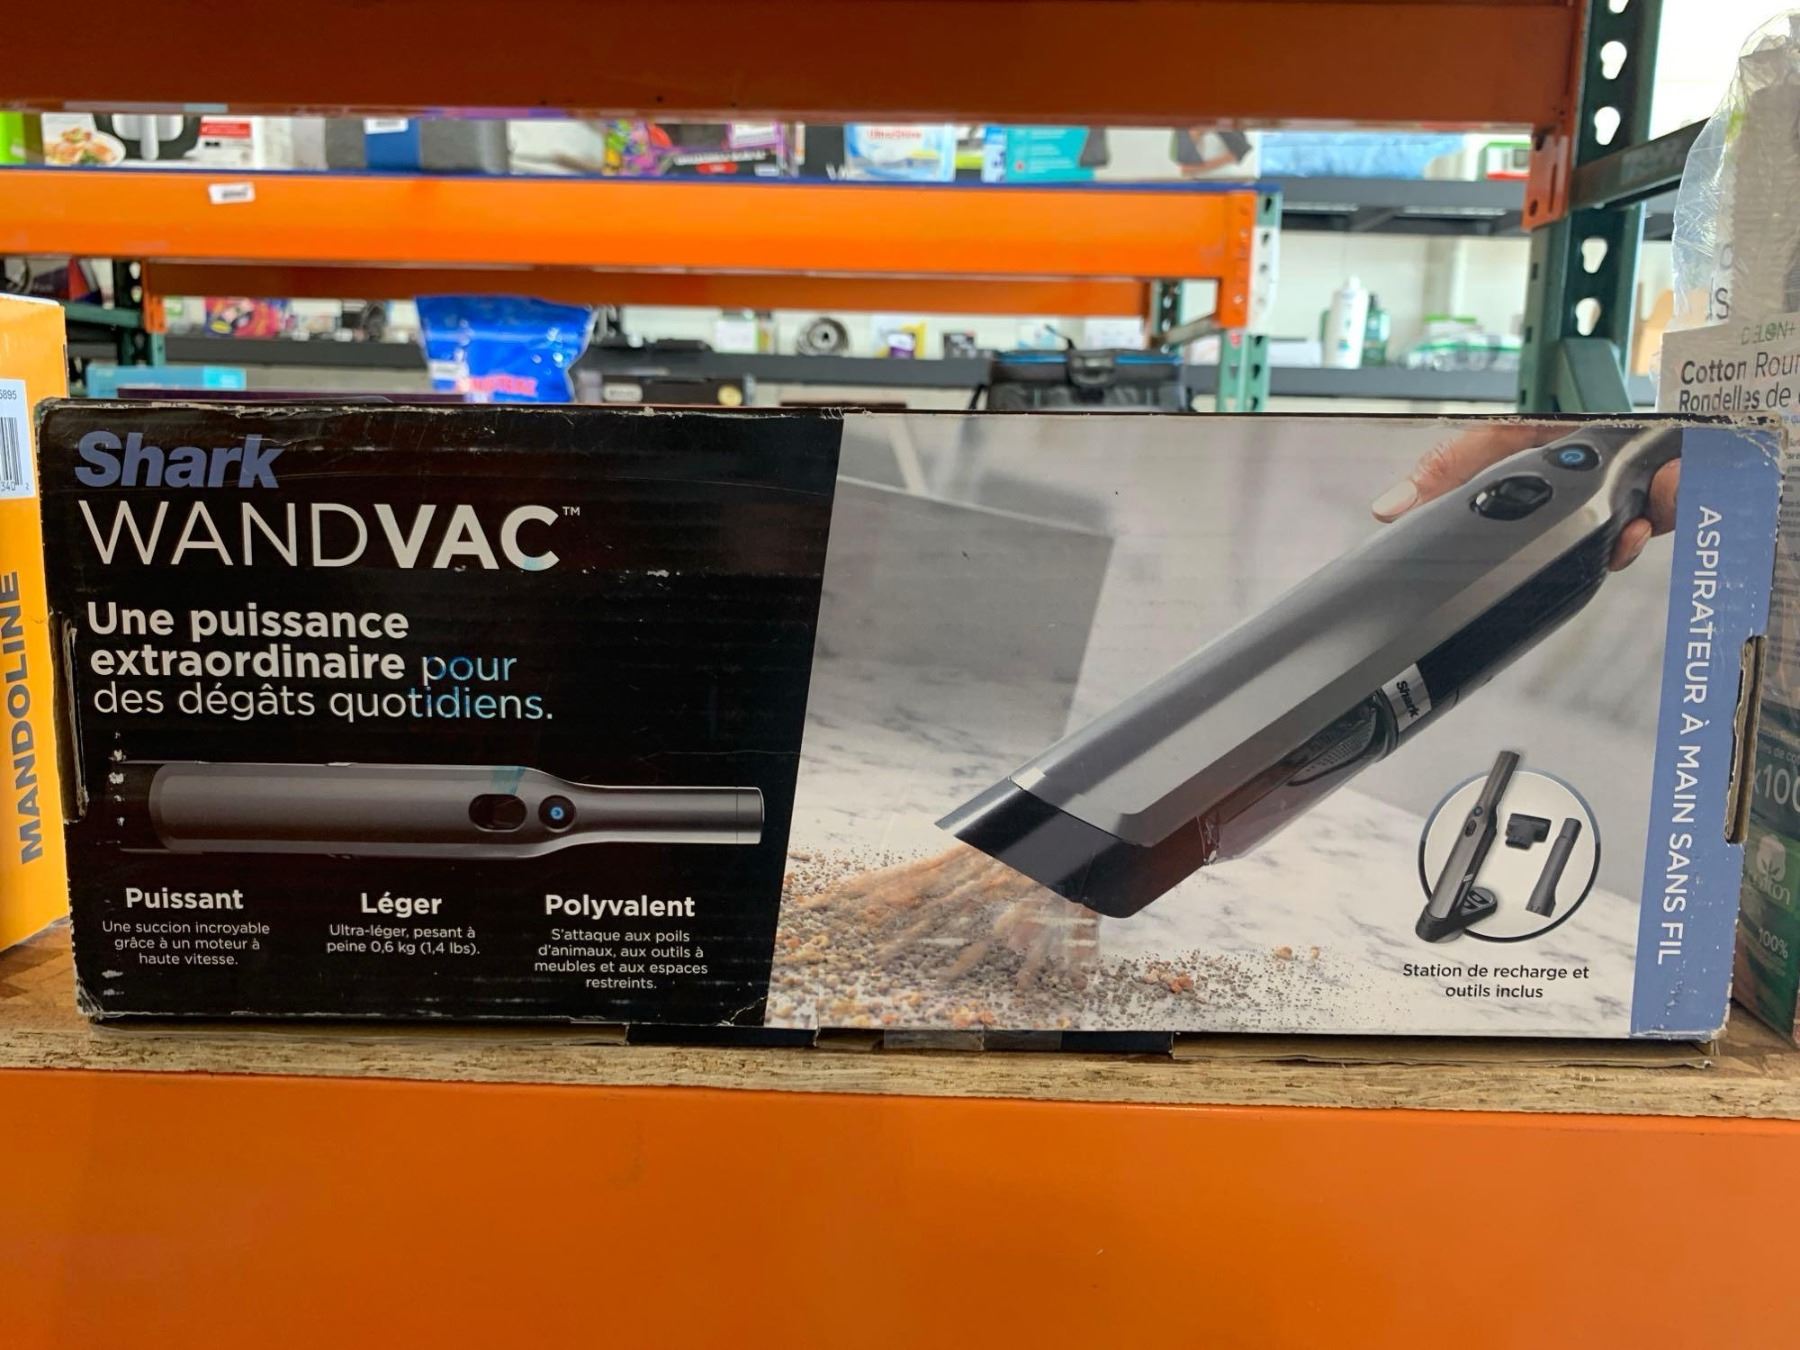 Shark
WANDVAC™
Une puissance
extraordinaire pour
des dégâts quotidiens.
Puissant
Une succion incroyable
grâce à un moteur à
haute vitesse.
Léger
Ultra-léger, pesant à
peine 0,6 kg (1,4 lbs).
Polyvalent
S'attaque aux poils
d'animaux, aux outils à
meubles et aux espaces
restreints.
Shark
Station de recharge et
outils inclus
ASPIRATEUR À MAIN SANS FIL
MANDOLINE
Cotton
Rondelles de
x100
100%